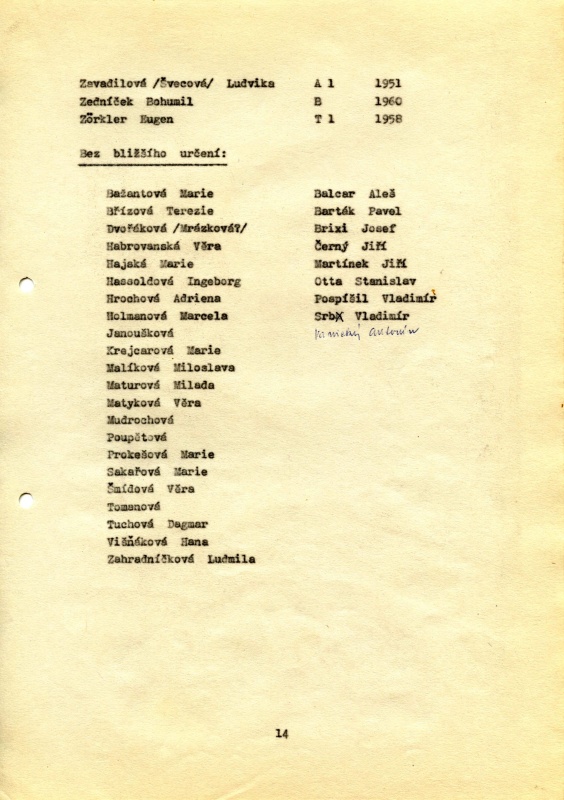 Zavadilová /Švecová/ Ludvika A 1 1951
Zedníček Bohumil B 1960
Zörkler Eugen T 1 1958
Bez bližšího určení:
Bažantová Marie Balcar Aleš
Břízová Terezie Barták Pavel
Dvořáková /Mrázková?/ Brixi Josef
Habrovanská Věra Černý Jiří
Hajská Marie Martínek Jiří
Hassoldová Ingeborg Otta Stanislav
Hrochová Adriena Pospíšil Vladimír
Holmanová Marcela Srb Vladimír
Janoušková Antonín
Krejcarová Marie
Malíková Miloslava
Maturová Milada
Matyková Věra
Mudrochová
Poupětová
Prokešová Marie
Sakařová Marie
Šmídová Věra
Tomanová
Tuchová Dagmar
Višňáková Hana
Zahradníčková Ludmila
14